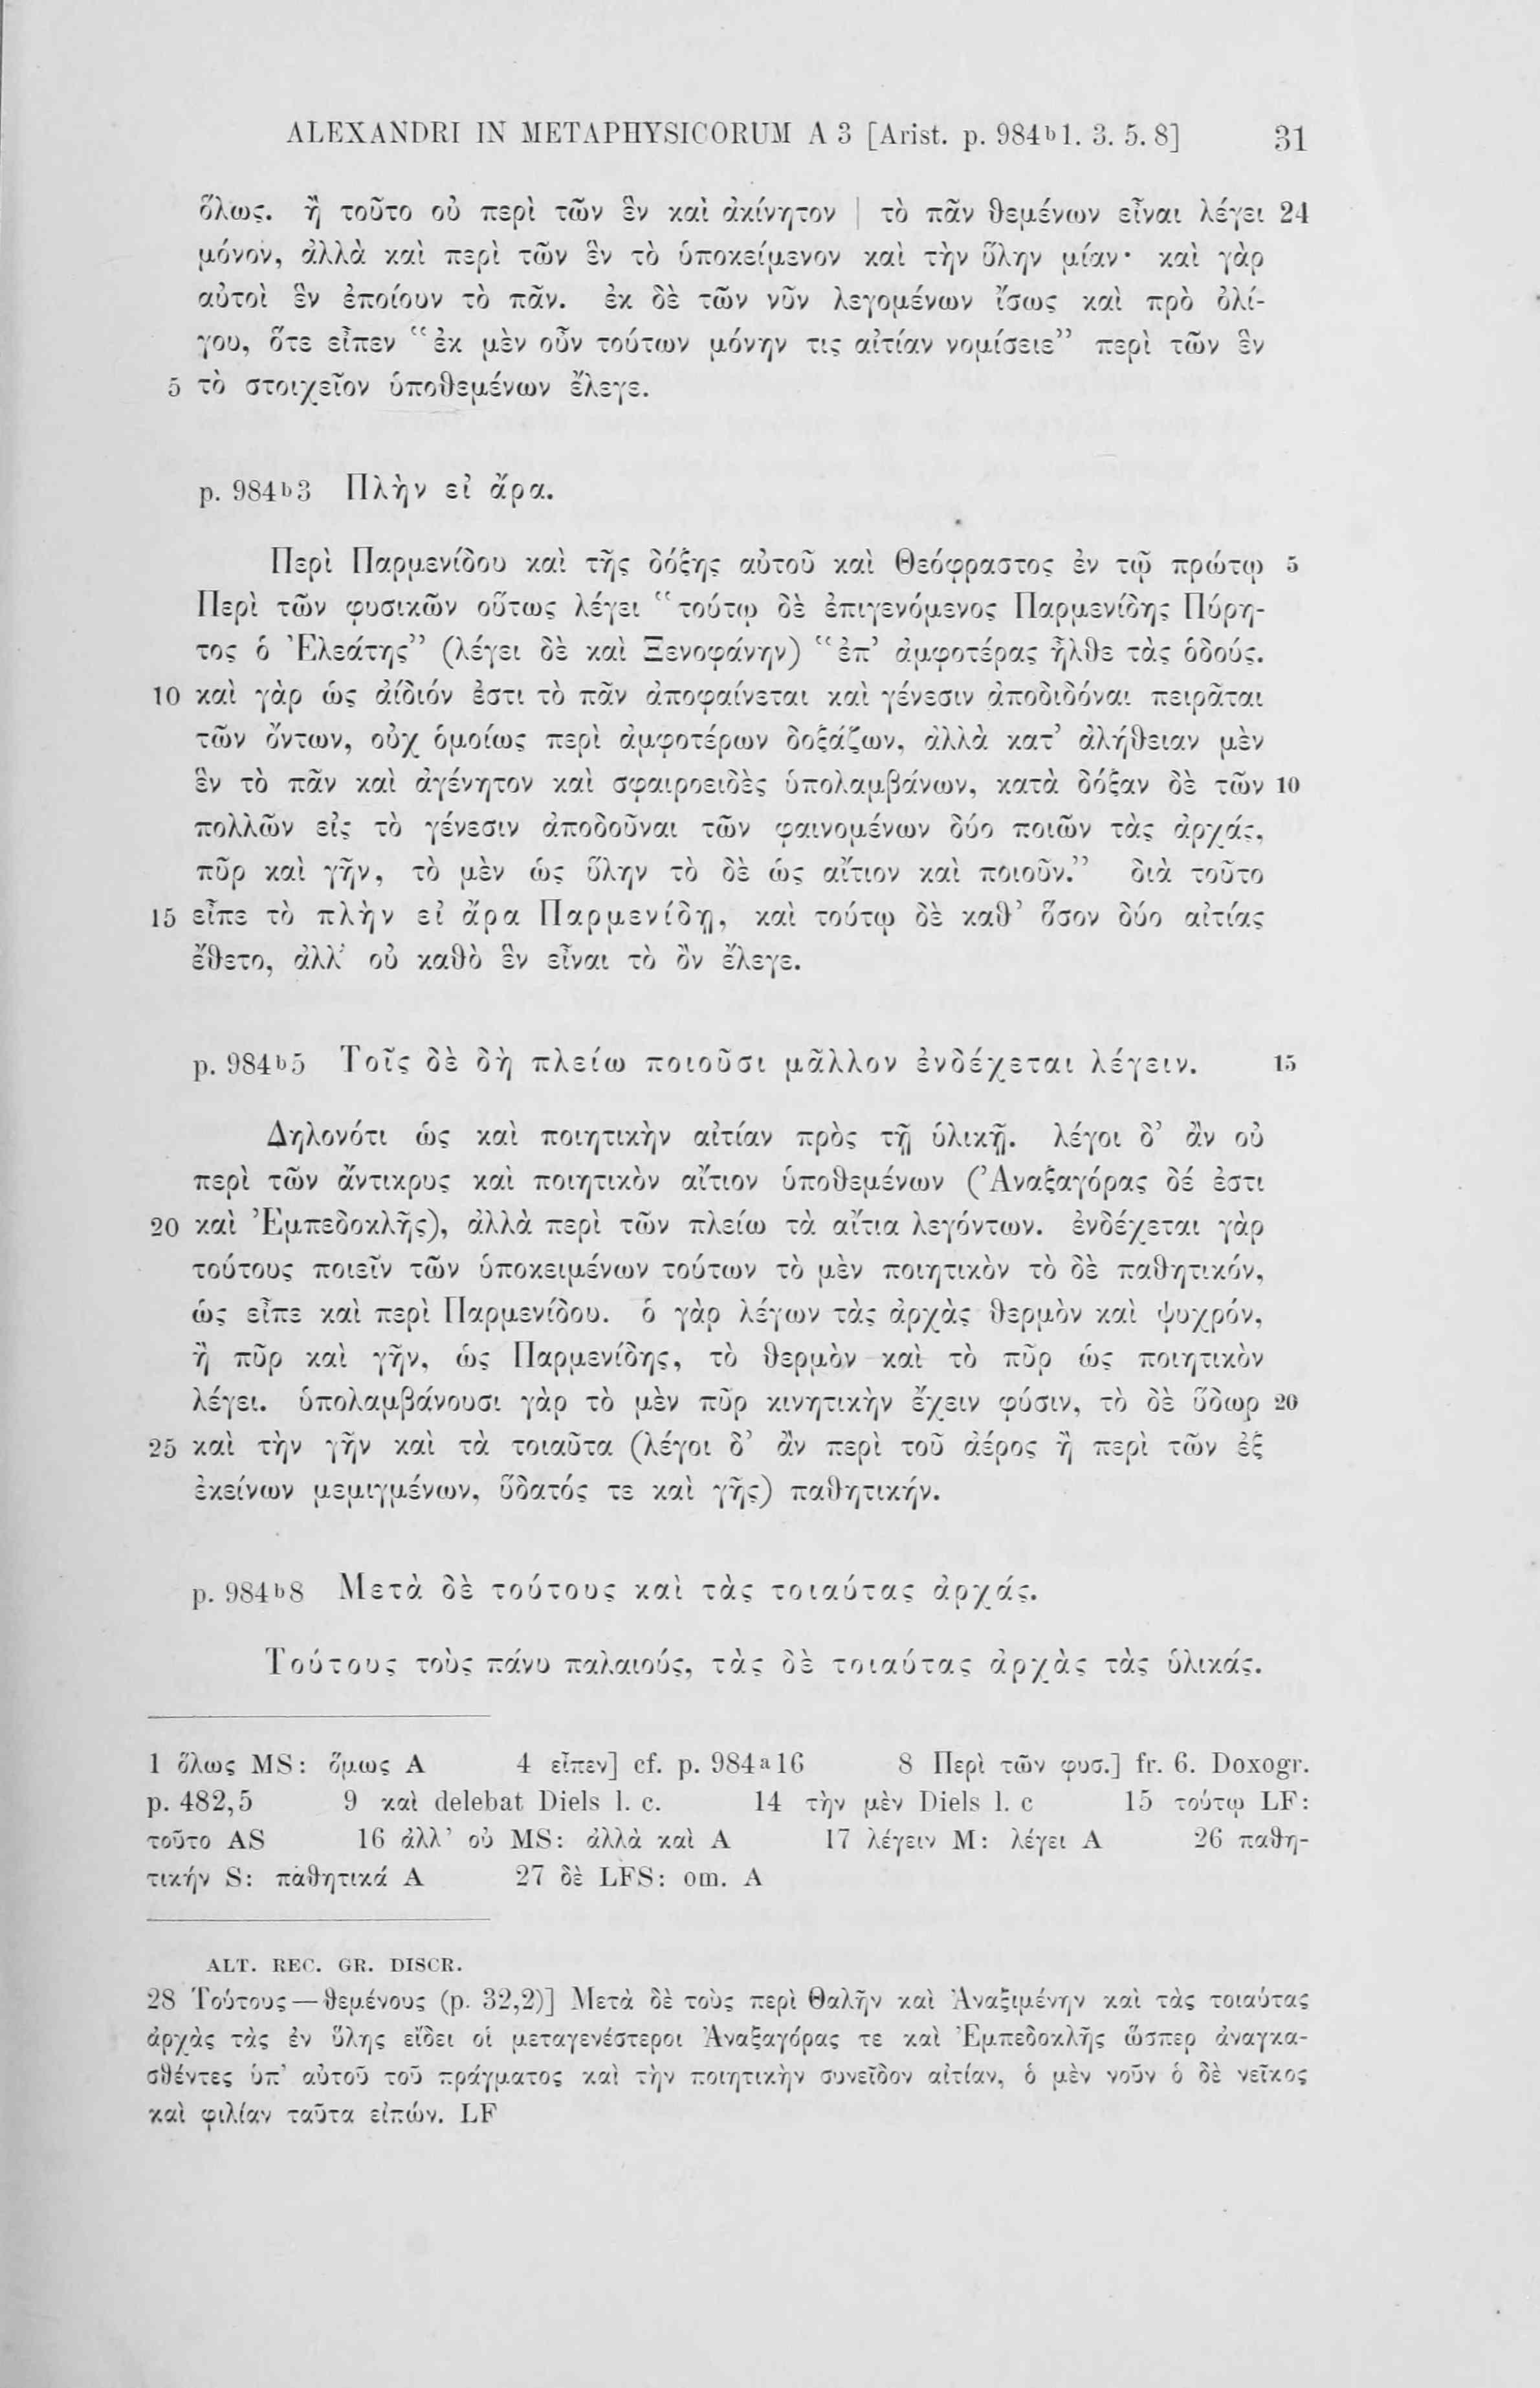 ALEXANDRI IN METAPHYSICORUM A 3 [Arist. p. 984b1. 3. 5. 8] 31
ὅλως. ἢ τοῦτο οὐ περὶ τῶν ἓν καὶ ἀκίνητον | τὸ πᾶν θεμένων εἶναι λέγει 24
μόνον, ἀλλὰ καὶ περὶ τῶν ἓν τὸ ὑποκείμενον καὶ τὴν ὕλην μίαν· καὶ γὰρ
αὐτοὶ ἓν ἐποίουν τὸ πᾶν. ἐκ δὲ τῶν νῦν λεγομένων ἴσως καὶ πρὸ ὀλί-
γου, ὅτε εἶπεν “ἐκ μὲν οὖν τούτων μόνην τις αἰτίαν νομίσειε” περὶ τῶν ἓν
5 τὸ στοιχεῖον ὑποθεμένων ἔλεγε.
p. 984b3 Πλὴν εἰ ἄρα.
Περὶ Παρμενίδου καὶ τῆς δόξης αὐτοῦ καὶ Θεόφραστος ἐν τῷ πρώτῳ 5
Περὶ τῶν φυσικῶν οὕτως λέγει “τούτῳ δὲ ἐπιγενόμενος Παρμενίδης Πύρη-
τος ὁ Ἐλεάτης” (λέγει δὲ καὶ Ξενοφάνην) “ἐπ’ ἀμφοτέρας ἦλθε τὰς ὁδούς.
10 καὶ γὰρ ὡς ἀίδιόν ἐστι τὸ πᾶν ἀποφαίνεται καὶ γένεσιν ἀποδιδόναι πειρᾶται
τῶν ὄντων, οὐχ ὁμοίως περὶ ἀμφοτέρων δοξάζων, ἀλλὰ κατ’ ἀλήθειαν μὲν
ἓν τὸ πᾶν καὶ ἀγένητον καὶ σφαιροειδὲς ὑπολαμβάνων, κατὰ δόξαν δὲ τῶν 10
πολλῶν εἰς τὸ γένεσιν ἀποδοῦναι τῶν φαινομένων δύο ποιῶν τὰς ἀρχάς,
πῦρ καὶ γῆν, τὸ μὲν ὡς ὕλην τὸ δὲ ὡς αἴτιον καὶ ποιοῦν.” διὰ τοῦτο
15 εἶπε τὸ πλὴν εἰ ἄρα Παρμενίδῃ, καὶ τούτῳ δὲ καθ’ ὅσον δύο αἰτίας
ἔθετο, ἀλλ’ οὐ καθὸ ἓν εἶναι τὸ ὂν ἔλεγε.
p. 984b5 Τοῖς δὲ δὴ πλείω ποιοῦσι μᾶλλον ἐνδέχεται λέγειν. 15
Δηλονότι ὡς καὶ ποιητικὴν αἰτίαν πρὸς τῇ ὑλικῇ. λέγοι δ’ ἂν οὐ
περὶ τῶν ἄντικρυς καὶ ποιητικὸν αἴτιον ὑποθεμένων (Ἀναξαγόρας δέ ἐστι
20 καὶ Ἐμπεδοκλῆς), ἀλλὰ περὶ τῶν πλείω τὰ αἴτια λεγόντων. ἐνδέχεται γὰρ
τούτους ποιεῖν τῶν ὑποκειμένων τούτων τὸ μὲν ποιητικὸν τὸ δὲ παθητικόν,
ὡς εἶπε καὶ περὶ Παρμενίδου. ὁ γὰρ λέγων τὰς ἀρχὰς θερμὸν καὶ ψυχρόν,
ἢ πῦρ καὶ γῆν, ὡς Παρμενίδης, τὸ θερμὸν καὶ τὸ πῦρ ὡς ποιητικὸν
λέγει. ὑπολαμβάνουσι γὰρ τὸ μὲν πῦρ κινητικὴν ἔχειν φύσιν, τὸ δὲ ὕδωρ 20
25 καὶ τὴν γῆν καὶ τὰ τοιαῦτα (λέγοι δ’ ἂν περὶ τοῦ ἀέρος ἢ περὶ τῶν ἐξ
ἐκείνων μεμιγμένων, ὕδατός τε καὶ γῆς) παθητικήν.
p. 984b8 Μετὰ δὲ τούτους καὶ τὰς τοιαύτας ἀρχάς.
Τούτους τοὺς πάνυ παλαιούς, τὰς δὲ τοιαύτας ἀρχὰς τὰς ὑλικάς.
1 ὅλως MS: ὅμως A 4 εἶπεν] cf. p. 984a16 8 Περὶ τῶν φυσ.] fr. 6. Doxogr.
p. 482,5 9 καὶ delebat Diels l. c. 14 τὴν μὲν Diels l. c 15 τούτῳ LF:
τοῦτο AS 16 ἀλλ’ οὐ MS: ἀλλὰ καὶ A 17 λέγειν M: λέγει A 26 παθη-
τικήν S: παθητικά A 27 δὲ LFS: om. A
ALT. REC. GR. DISCR.
28 Τούτους — θεμένους (p. 32,2)] Μετὰ δὲ τοὺς περὶ Θαλῆν καὶ Ἀναξιμένην καὶ τὰς τοιαύτας
ἀρχὰς τὰς ἐν ὕλης εἴδει οἱ μεταγενέστεροι Ἀναξαγόρας τε καὶ Ἐμπεδοκλῆς ὥσπερ ἀναγκα-
σθέντες ὑπ’ αὐτοῦ τοῦ πράγματος καὶ τὴν ποιητικὴν συνεῖδον αἰτίαν, ὁ μὲν νοῦν ὁ δὲ νεῖκος
καὶ φιλίαν ταῦτα εἰπών. LF